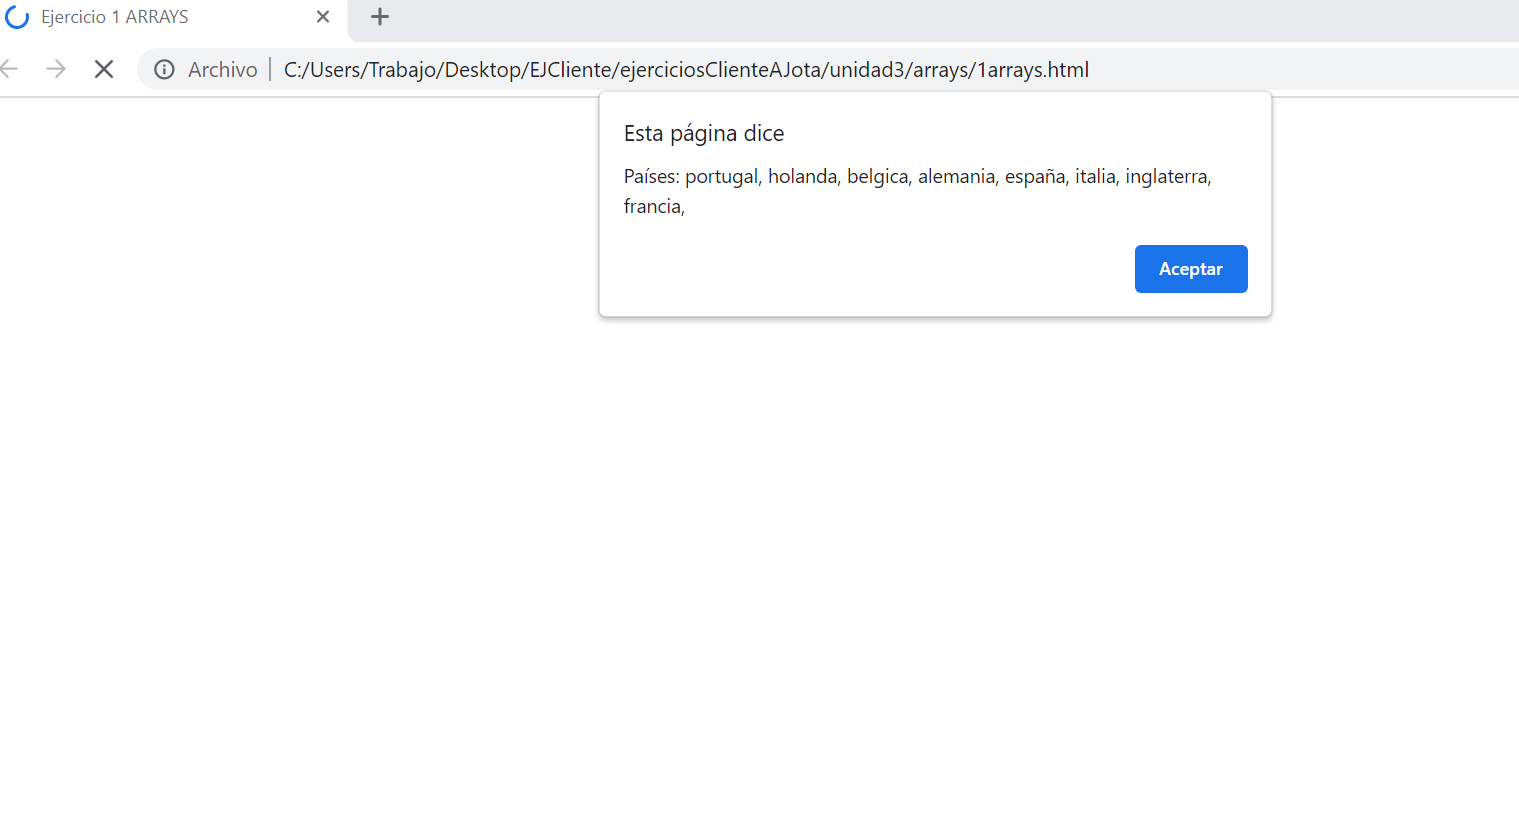 Ejercicio 1 ARRAYS
Archivo | C:/Users/Trabajo/Desktop/EJCliente/ejerciciosClienteAJota/unidad3/arrays/1arrays.html
Esta página dice
Países: portugal, holanda, belgica, alemania, españa, italia, inglaterra,
francia,
Aceptar